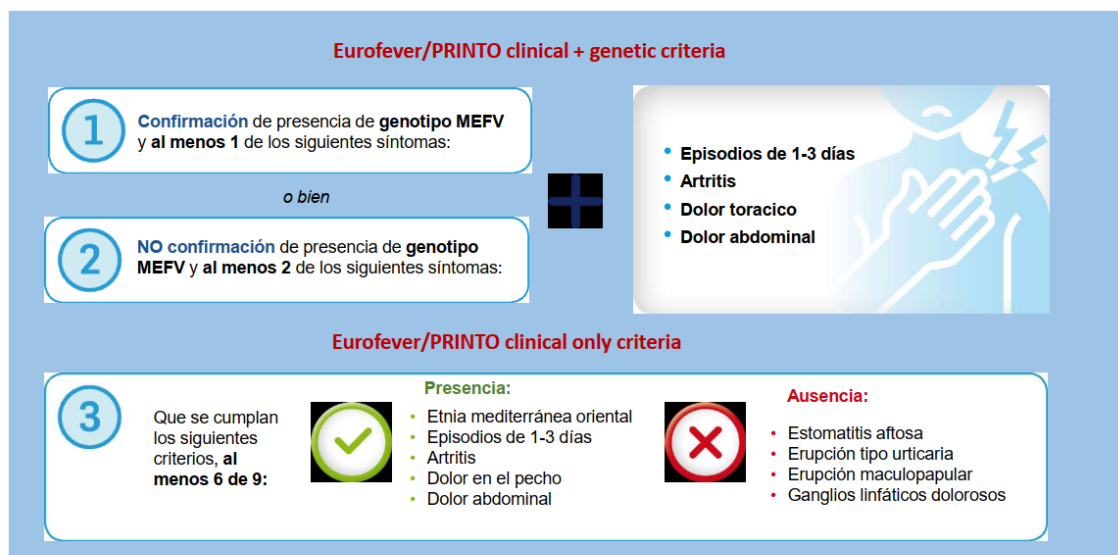 Eurofever/PRINTO clinical + genetic criteria
1
Confirmación de presencia de genotipo MEFV
y al menos 1 de los siguientes síntomas:
o bien
2
NO confirmación de presencia de genotipo
MEFV y al menos 2 de los siguientes síntomas:
• Episodios de 1-3 días
• Artritis
• Dolor toracico
• Dolor abdominal
Eurofever/PRINTO clinical only criteria
3
Que se cumplan
los siguientes
criterios, al
menos 6 de 9:
Presencia:
• Etnia mediterránea oriental
• Episodios de 1-3 días
• Artritis
• Dolor en el pecho
• Dolor abdominal
Ausencia:
• Estomatitis aftosa
• Erupción tipo urticaria
• Erupción maculopapular
• Ganglios linfáticos dolorosos